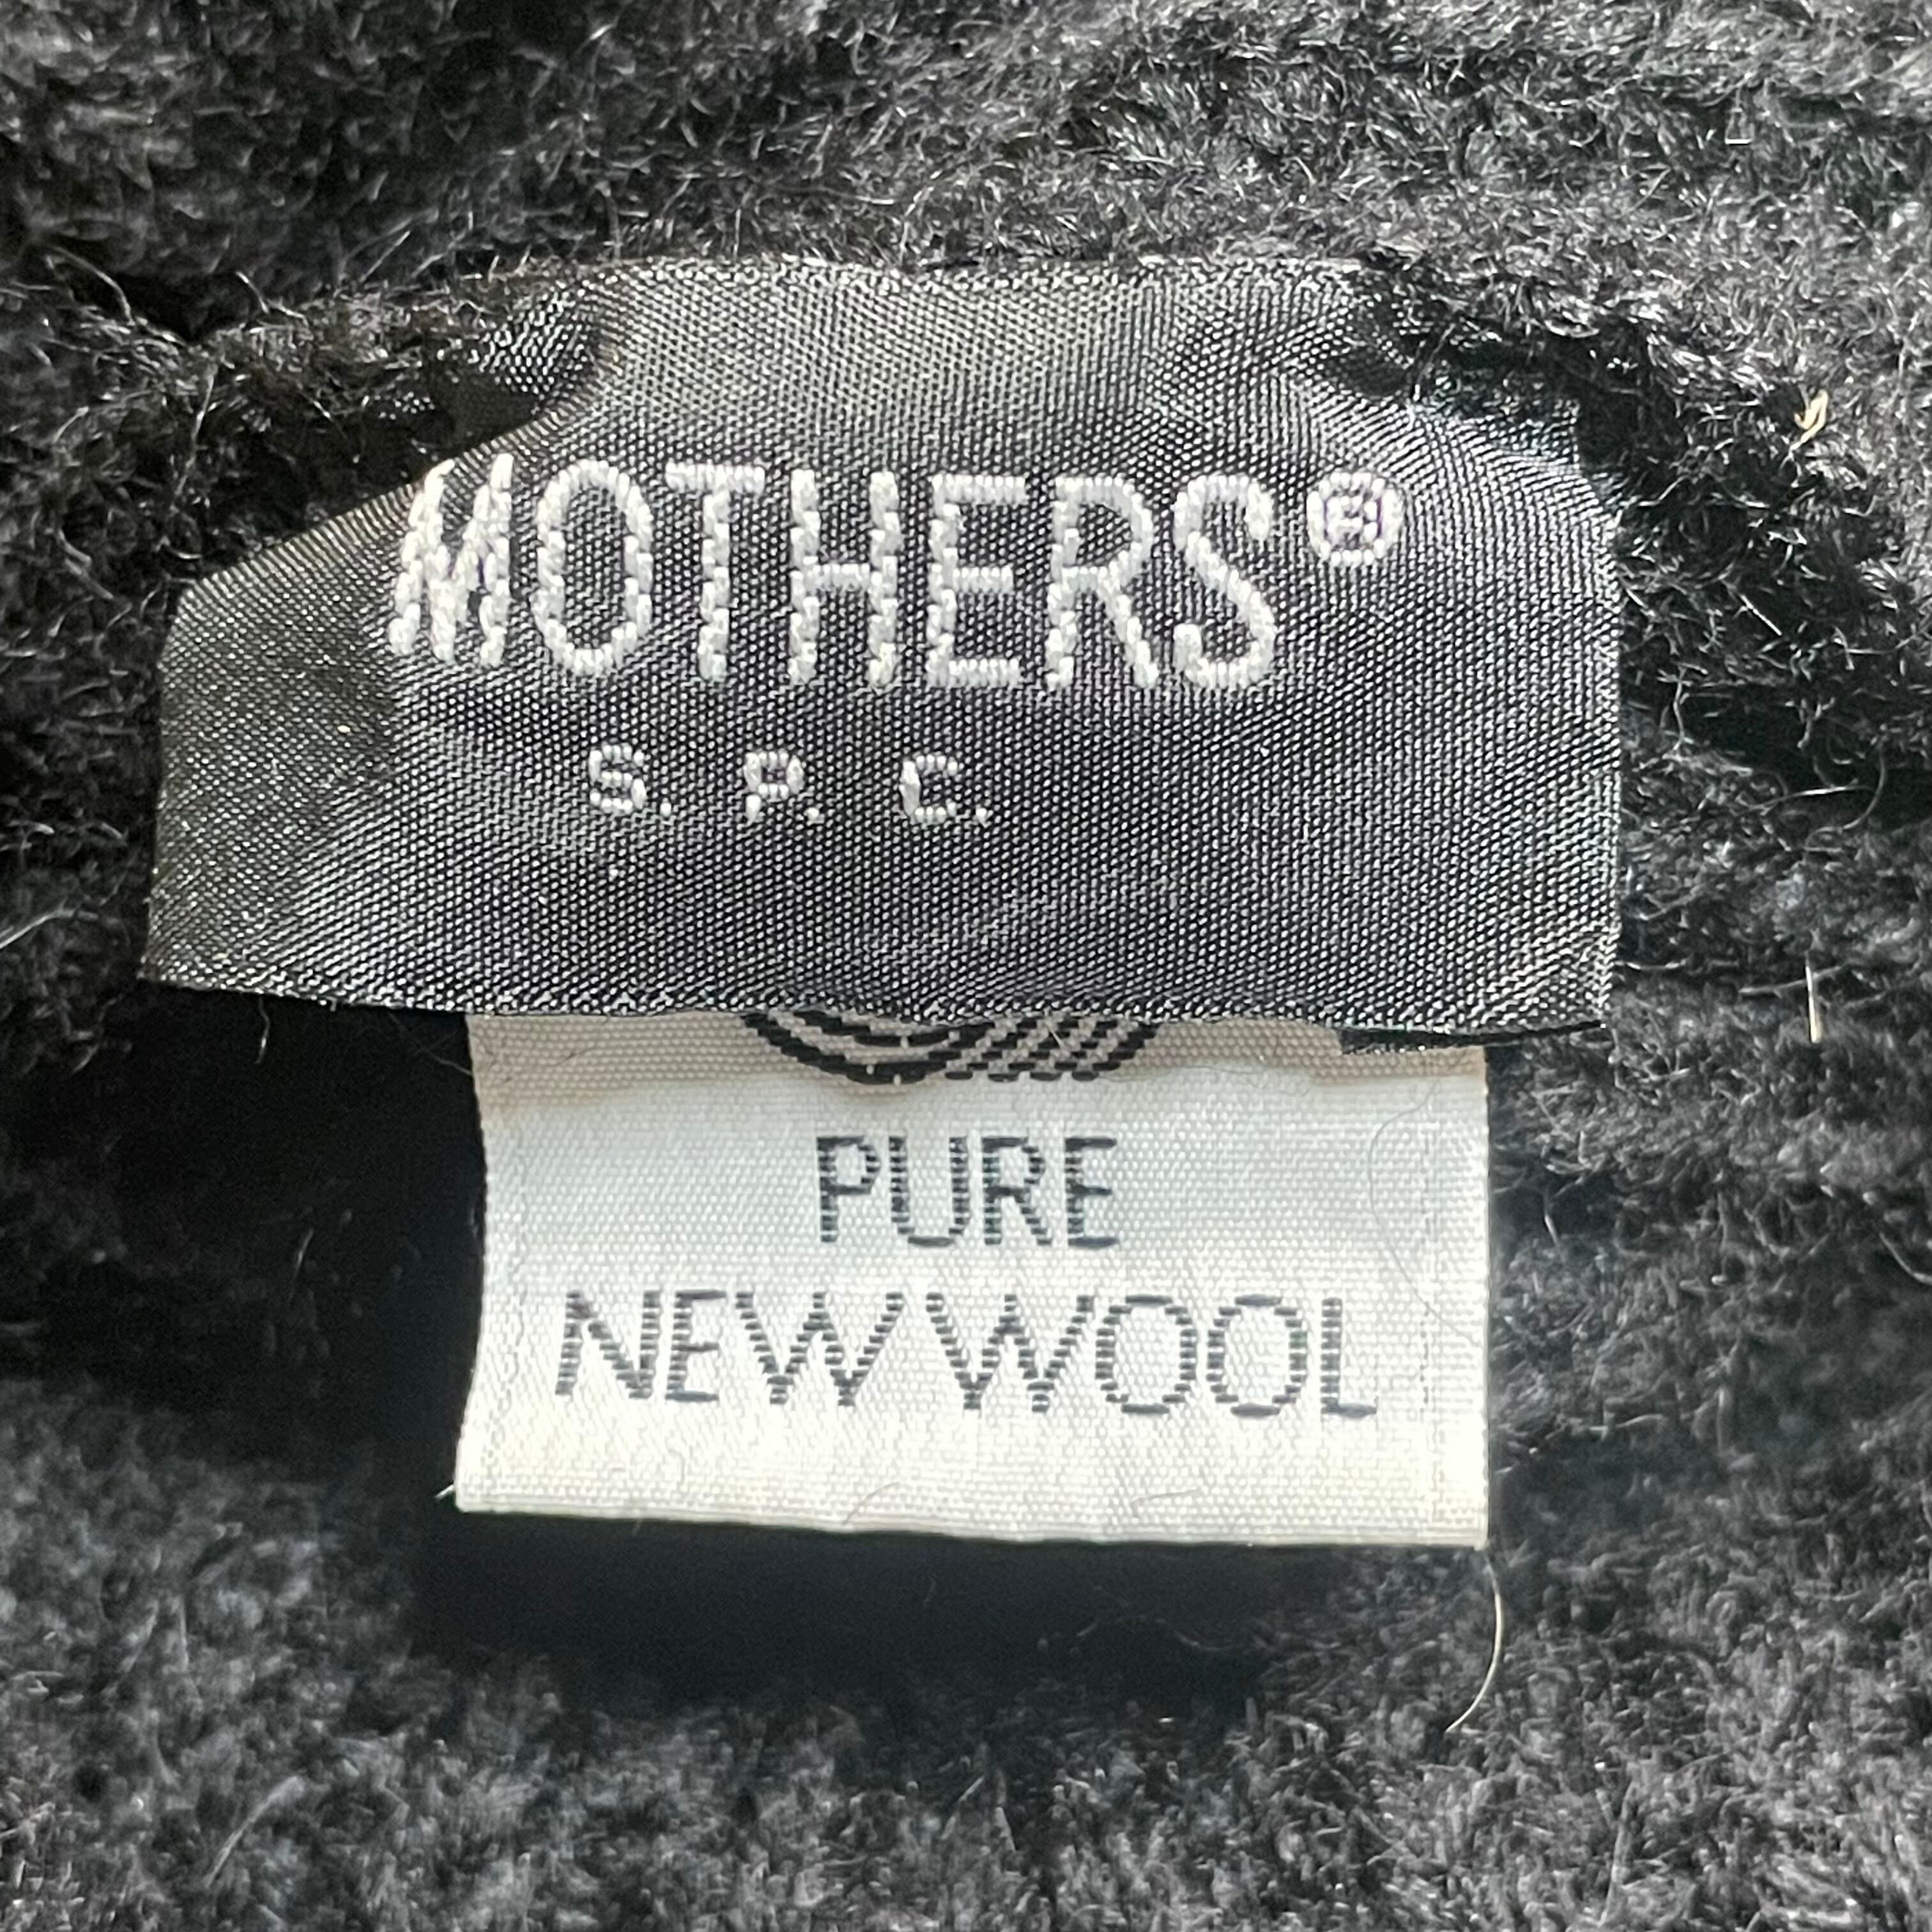 MOTHERS®
S. P. C.
PURE
NEW WOOL